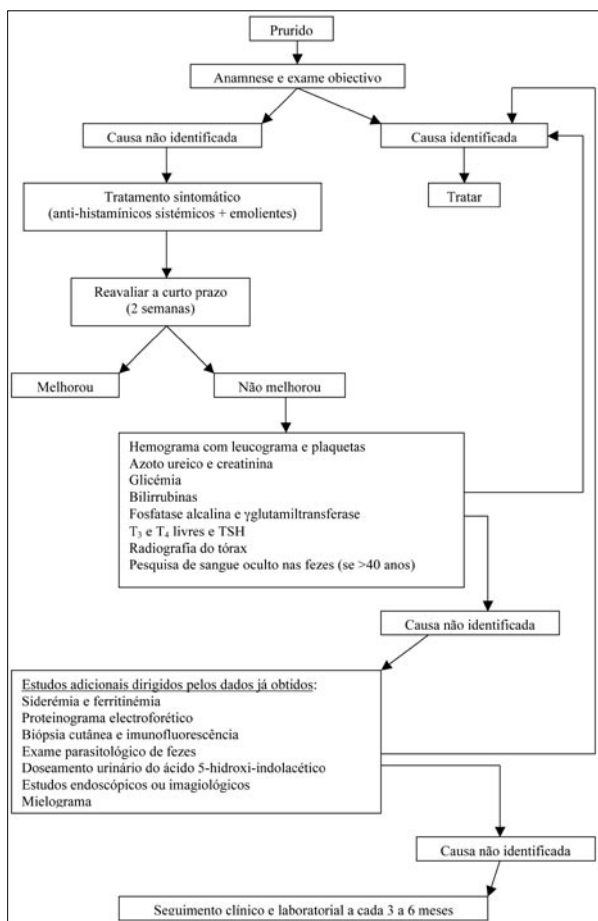 Prurido
Anamnese e exame objectivo
Causa não identificada
Causa identificada
Tratamento sintomático
(anti-histamínicos sistémicos + emolientes)
Tratar
Reavaliar a curto prazo
(2 semanas)
Melhorou
Não melhorou
Hemograma com leucograma e plaquetas
Azoto ureico e creatinina
Glicémia
Bilirrubinas
Fosfatase alcalina e γglutamiltransferase
T₃ e T₄ livres e TSH
Radiografia do tórax
Pesquisa de sangue oculto nas fezes (se >40 anos)
Causa não identificada
Estudos adicionais dirigidos pelos dados já obtidos:
Siderémia e ferritinémia
Proteinograma electroforético
Biópsia cutânea e imunofluorescência
Exame parasitológico de fezes
Doseamento urinário do ácido 5-hidroxi-indolacético
Estudos endoscópicos ou imagiológicos
Mielograma
Causa não identificada
Seguimento clínico e laboratorial a cada 3 a 6 meses